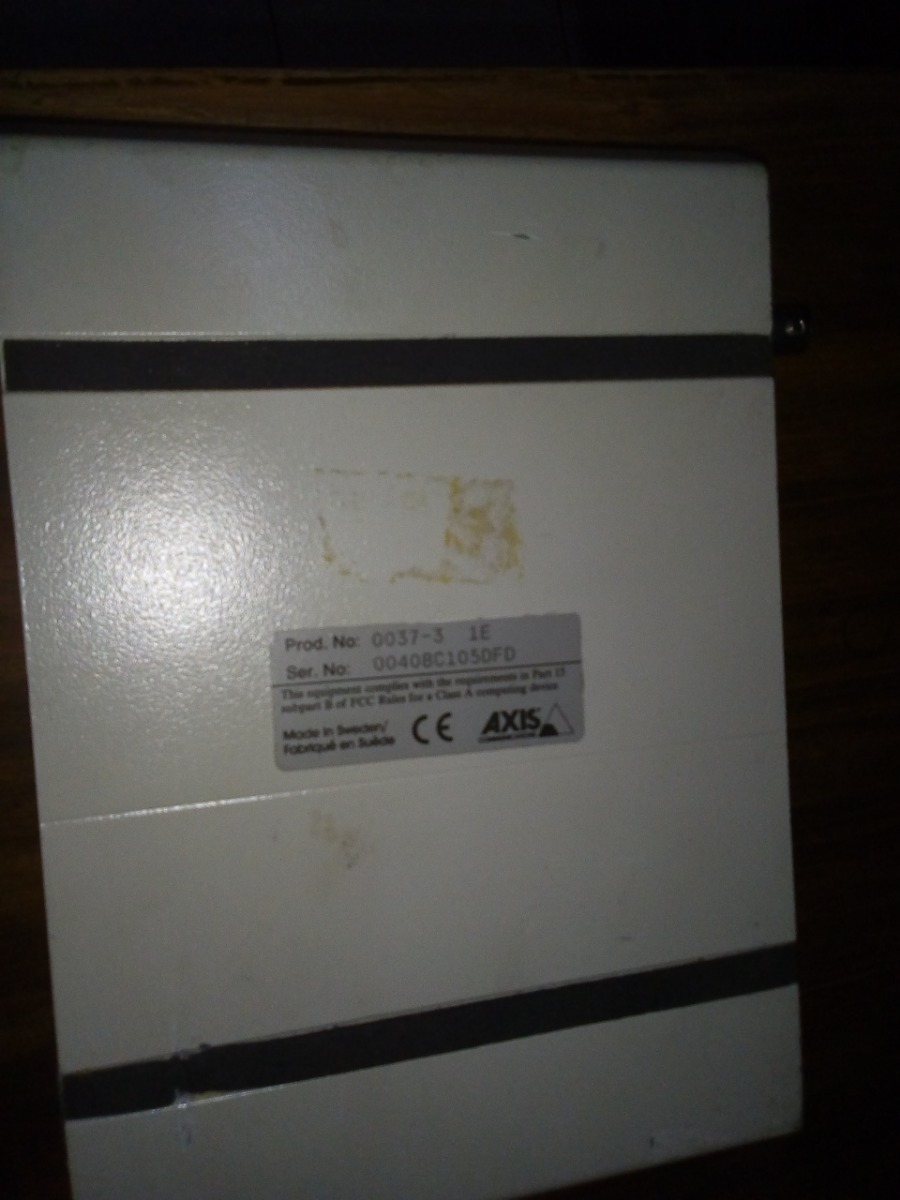 Prod. No: 0037-3 1E
Ser. No: 00408C1050FD
This equipment complies with the requirements in Part 15
subpart B of FCC Rules for a Class A computing device
Made in Sweden/
Fabriqué en Suède
CE
AXIS
COMMUNICATIONS